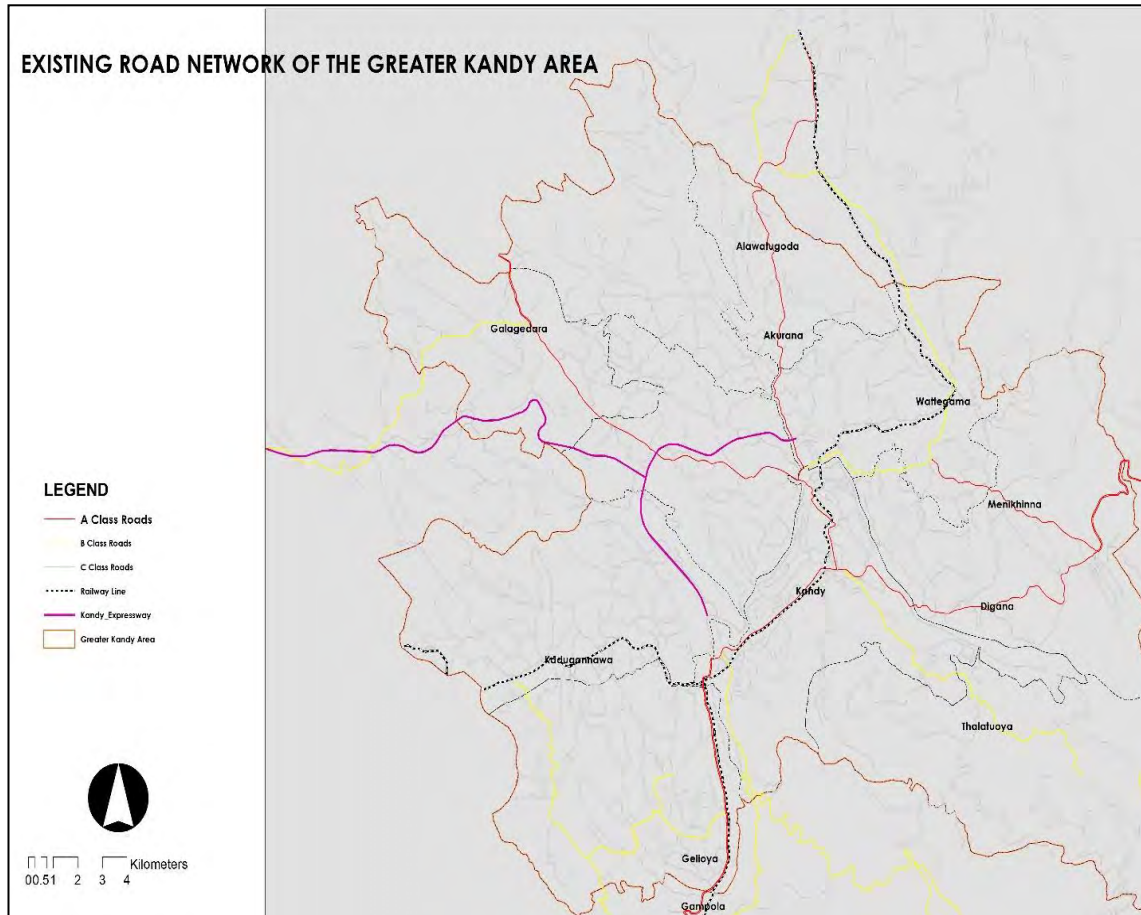 EXISTING ROAD NETWORK OF THE GREATER KANDY AREA
Alawatugoda
Galagedara
Akurana
Wattegama
LEGEND
A Class Roads
B Class Roads
C Class Roads
Railway Line
Kandy_Expressway
Greater Kandy Area
Menikhinna
Kandy
Digana
Kaduganhawa
Thalatuoya
Kilometers
00.51 2 3 4
Gelioya
Gampola